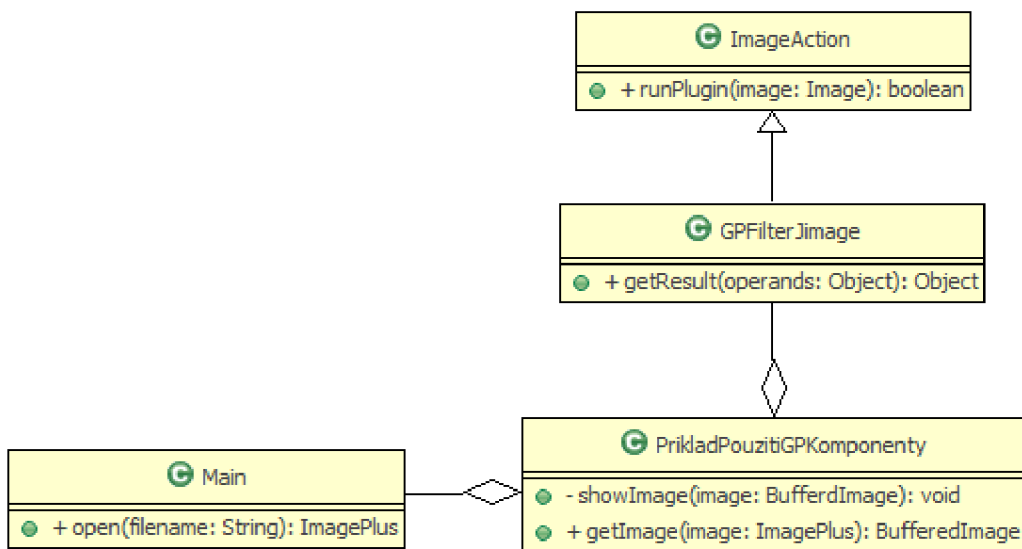 ImageAction
+ runPlugin(image: Image): boolean
GPFilterJimage
+ getResult(operands: Object): Object
PrikladPouzitiGPKomponenty
- showImage(image: BufferdImage): void
+ getImage(image: ImagePlus): BufferedImage
Main
+ open(filename: String): ImagePlus